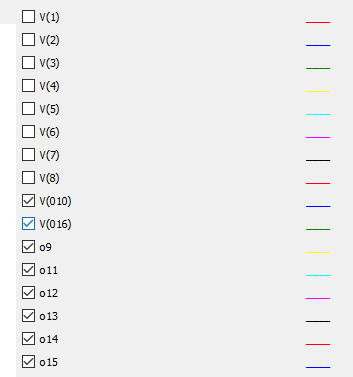 V(1)
V(2)
V(3)
V(4)
V(5)
V(6)
V(7)
V(8)
V(010)
V(016)
o9
o11
o12
o13
o14
o15